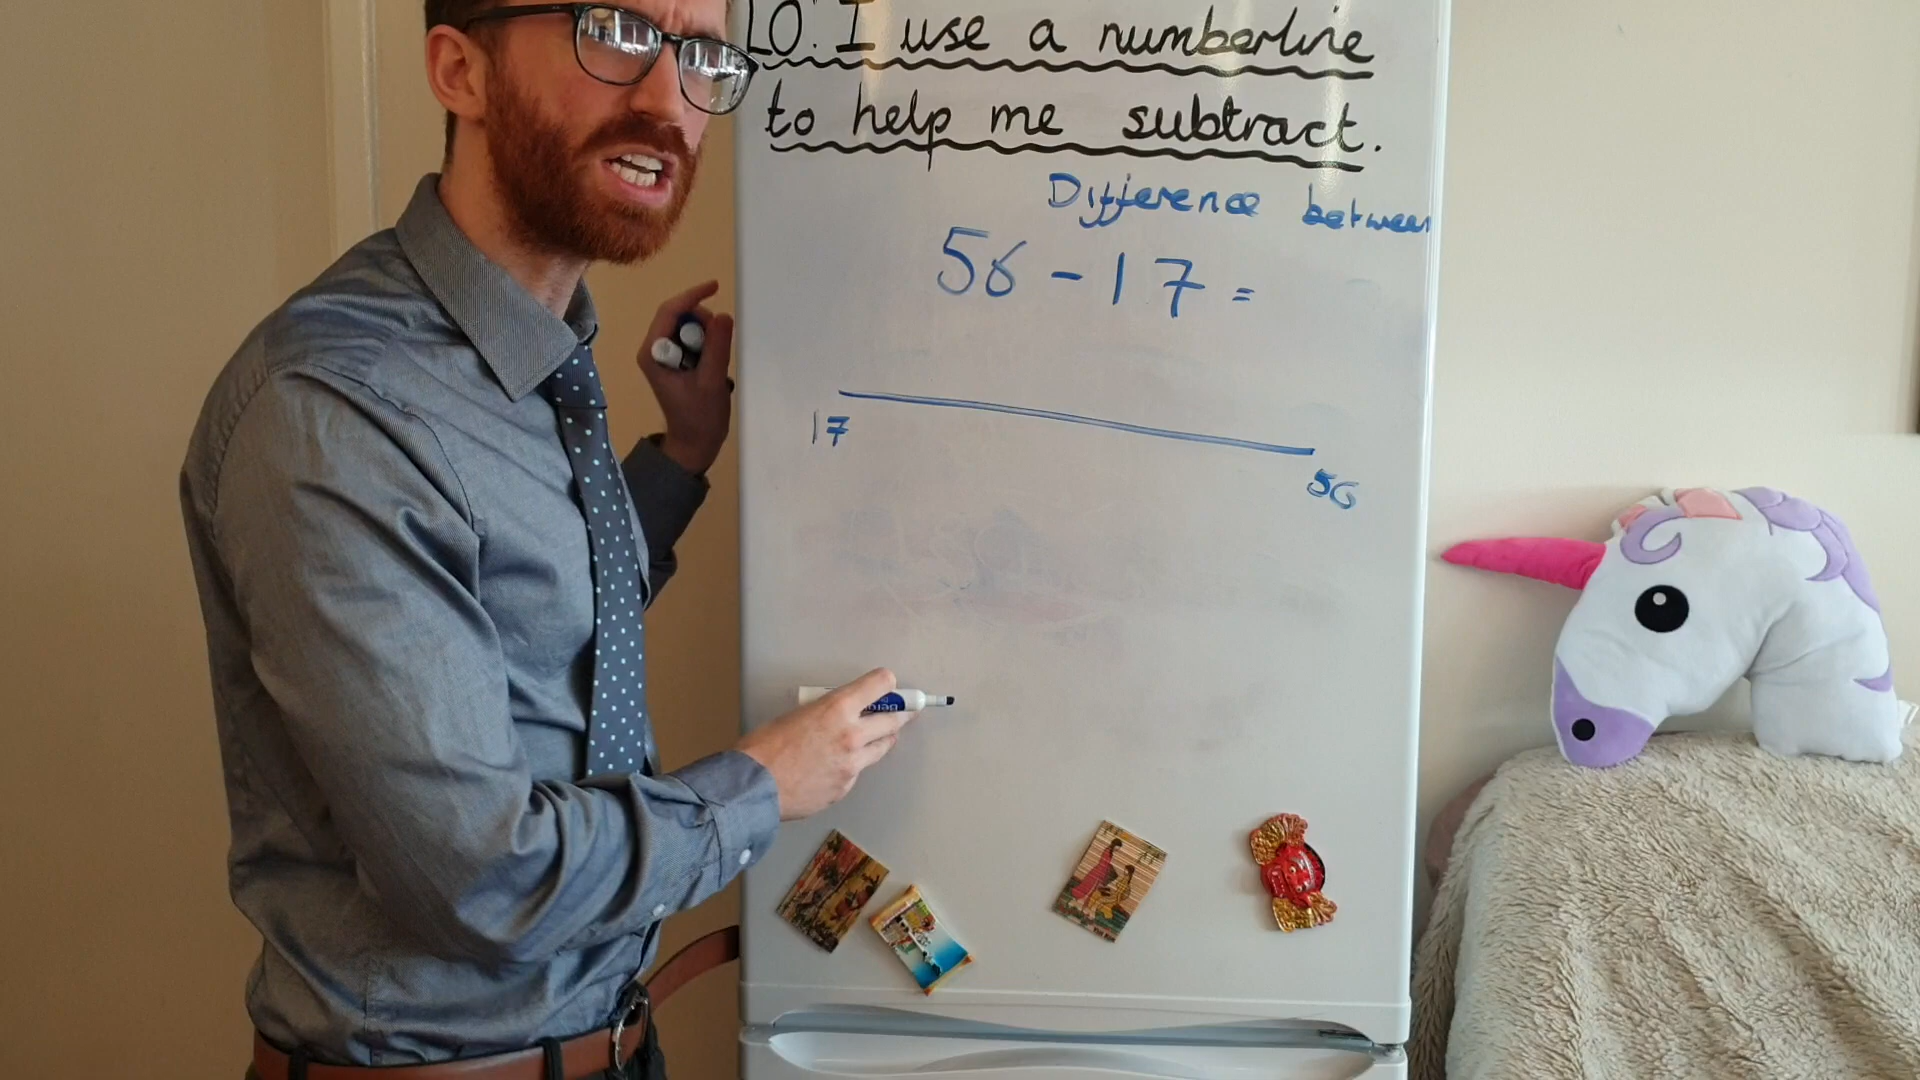 LO: I use a numberline
to help me subtract.
Difference between
56 - 17 =
17
56